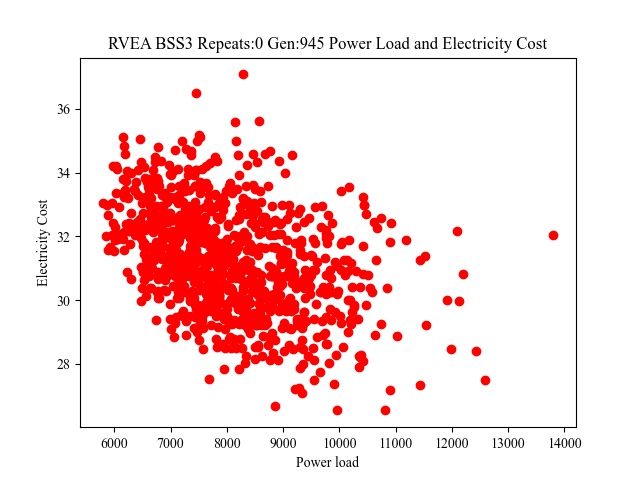 RVEA BSS3 Repeats:0 Gen:945 Power Load and Electricity Cost
36
34
32
30
28
Electricity Cost
6000 7000 8000 9000 10000 11000 12000 13000 14000
Power load